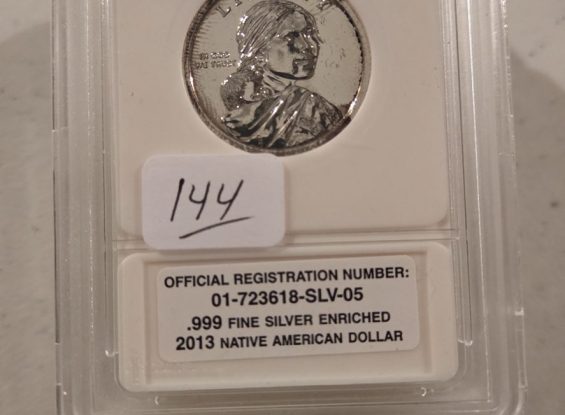 IN GOD
WE TRUST
144
OFFICIAL REGISTRATION NUMBER:
01-723618-SLV-05
.999 FINE SILVER ENRICHED
2013 NATIVE AMERICAN DOLLAR